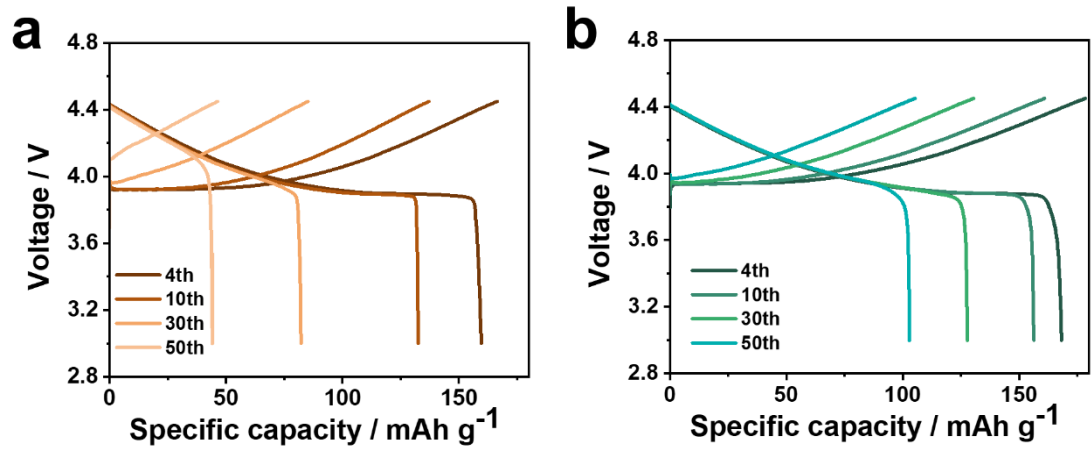 a
4.8
4.4
4.0
3.6
3.2
2.8
Voltage / V
4th
10th
30th
50th
0 50 100 150
Specific capacity / mAh g-1
b
4.8
4.4
4.0
3.6
3.2
2.8
Voltage / V
4th
10th
30th
50th
0 50 100 150
Specific capacity / mAh g-1